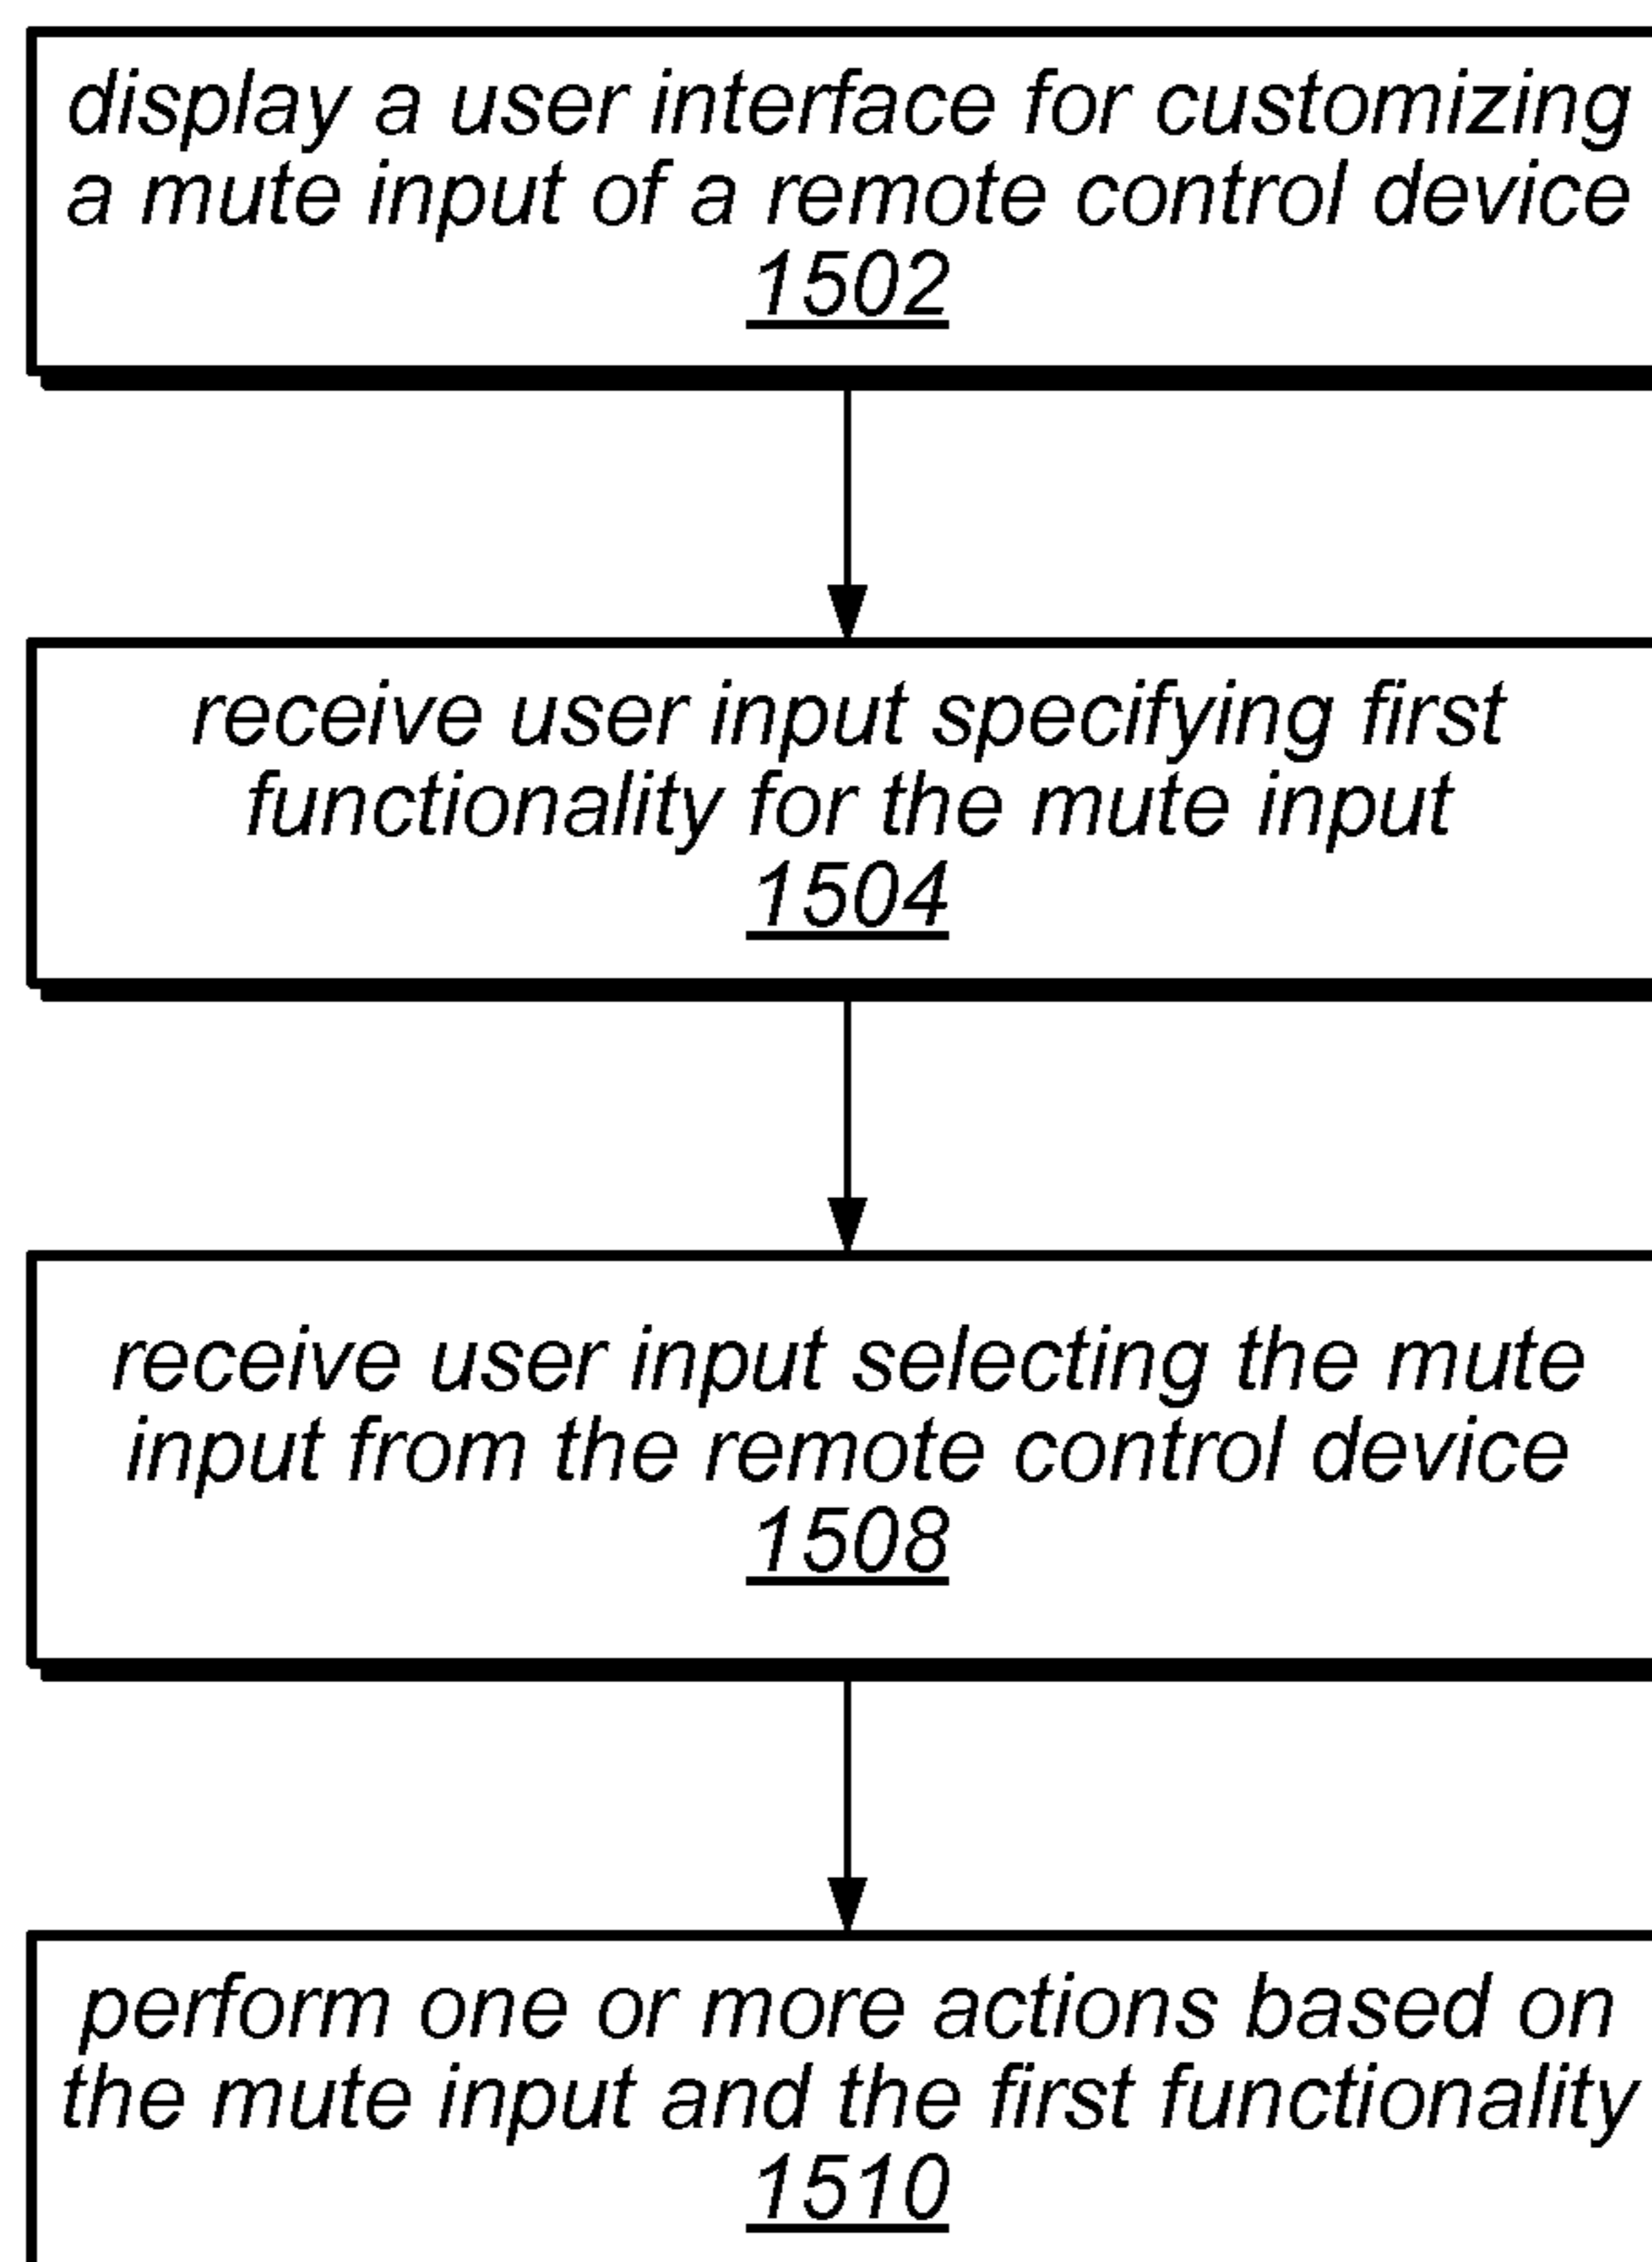 display a user interface for customizing
a mute input of a remote control device
1502
receive user input specifying first
functionality for the mute input
1504
receive user input selecting the mute
input from the remote control device
1508
perform one or more actions based on
the mute input and the first functionality
1510